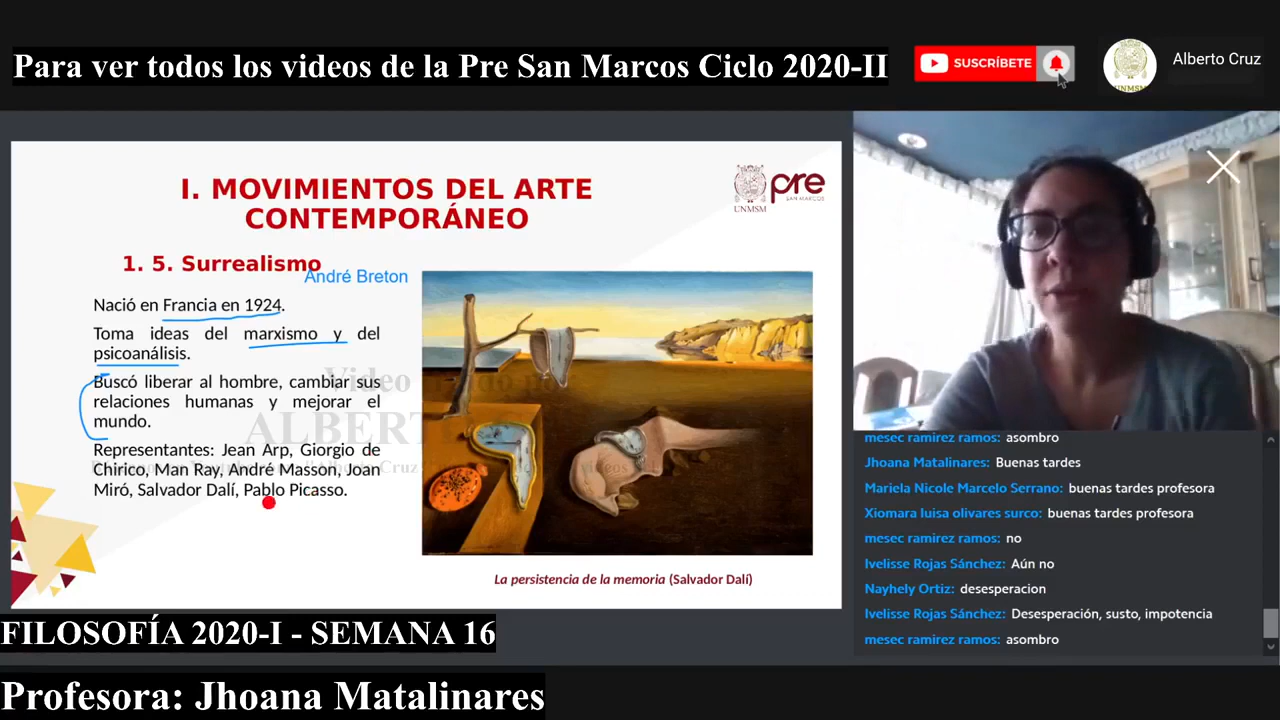 Para ver todos los videos de la Pre San Marcos Ciclo 2020-II
SUSCRÍBETE
UNMSM
Alberto Cruz
I. MOVIMIENTOS DEL ARTE
CONTEMPORÁNEO
UNMSM
pre
SAN MARCOS
1. 5. Surrealismo
André Breton
Nació en Francia en 1924.
Toma ideas del marxismo y del
psicoanálisis.
Buscó liberar al hombre, cambiar sus
relaciones humanas y mejorar el
mundo.
Representantes: Jean Arp, Giorgio de
Chirico, Man Ray, André Masson, Joan
Miró, Salvador Dalí, Pablo Picasso.
La persistencia de la memoria (Salvador Dalí)
mesec ramirez ramos: asombro
Jhoana Matalinares: Buenas tardes
Mariela Nicole Marcelo Serrano: buenas tardes profesora
Xiomara luisa olivares surco: buenas tardes profesora
mesec ramirez ramos: no
Ivelisse Rojas Sánchez: Aún no
Nayhely Ortiz: desesperacion
Ivelisse Rojas Sánchez: Desesperación, susto, impotencia
mesec ramirez ramos: asombro
FILOSOFÍA 2020-I - SEMANA 16
Profesora: Jhoana Matalinares